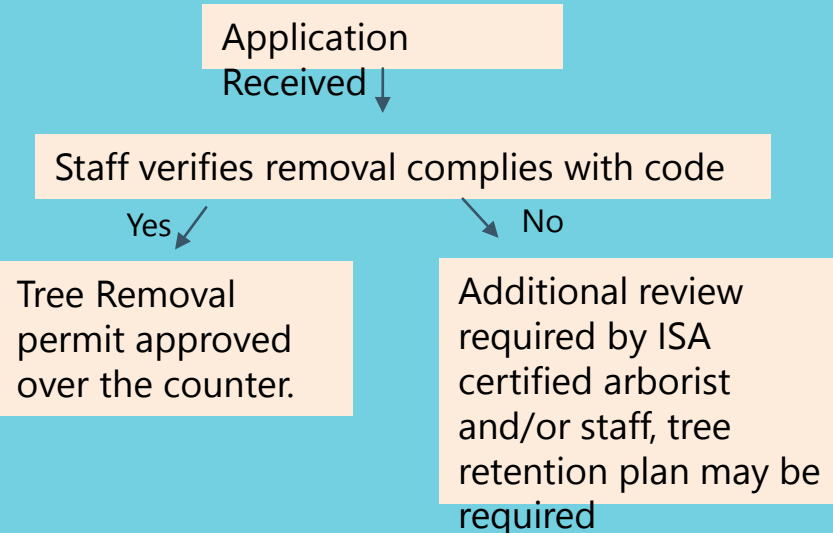 Application
Received
Staff verifies removal complies with code
Yes
No
Tree Removal
permit approved
over the counter.
Additional review
required by ISA
certified arborist
and/or staff, tree
retention plan may be
required